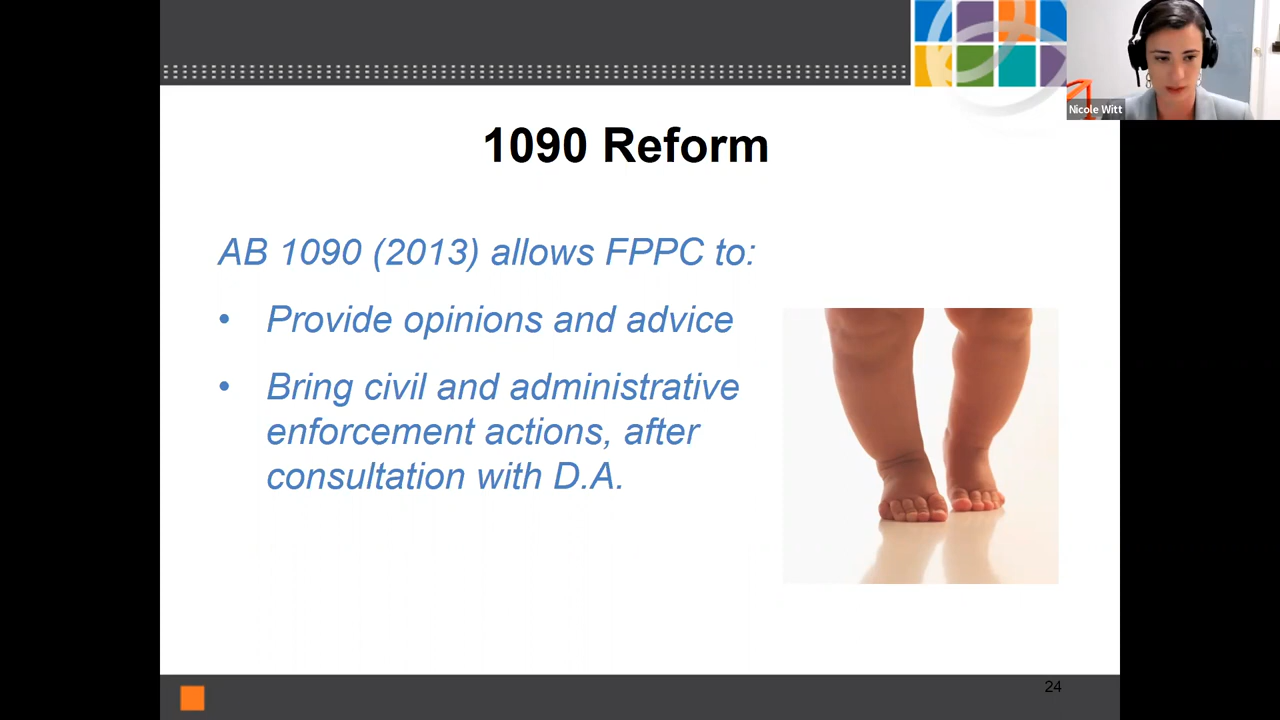 Nicole Witt
1090 Reform
AB 1090 (2013) allows FPPC to:
• Provide opinions and advice
• Bring civil and administrative
enforcement actions, after
consultation with D.A.
24